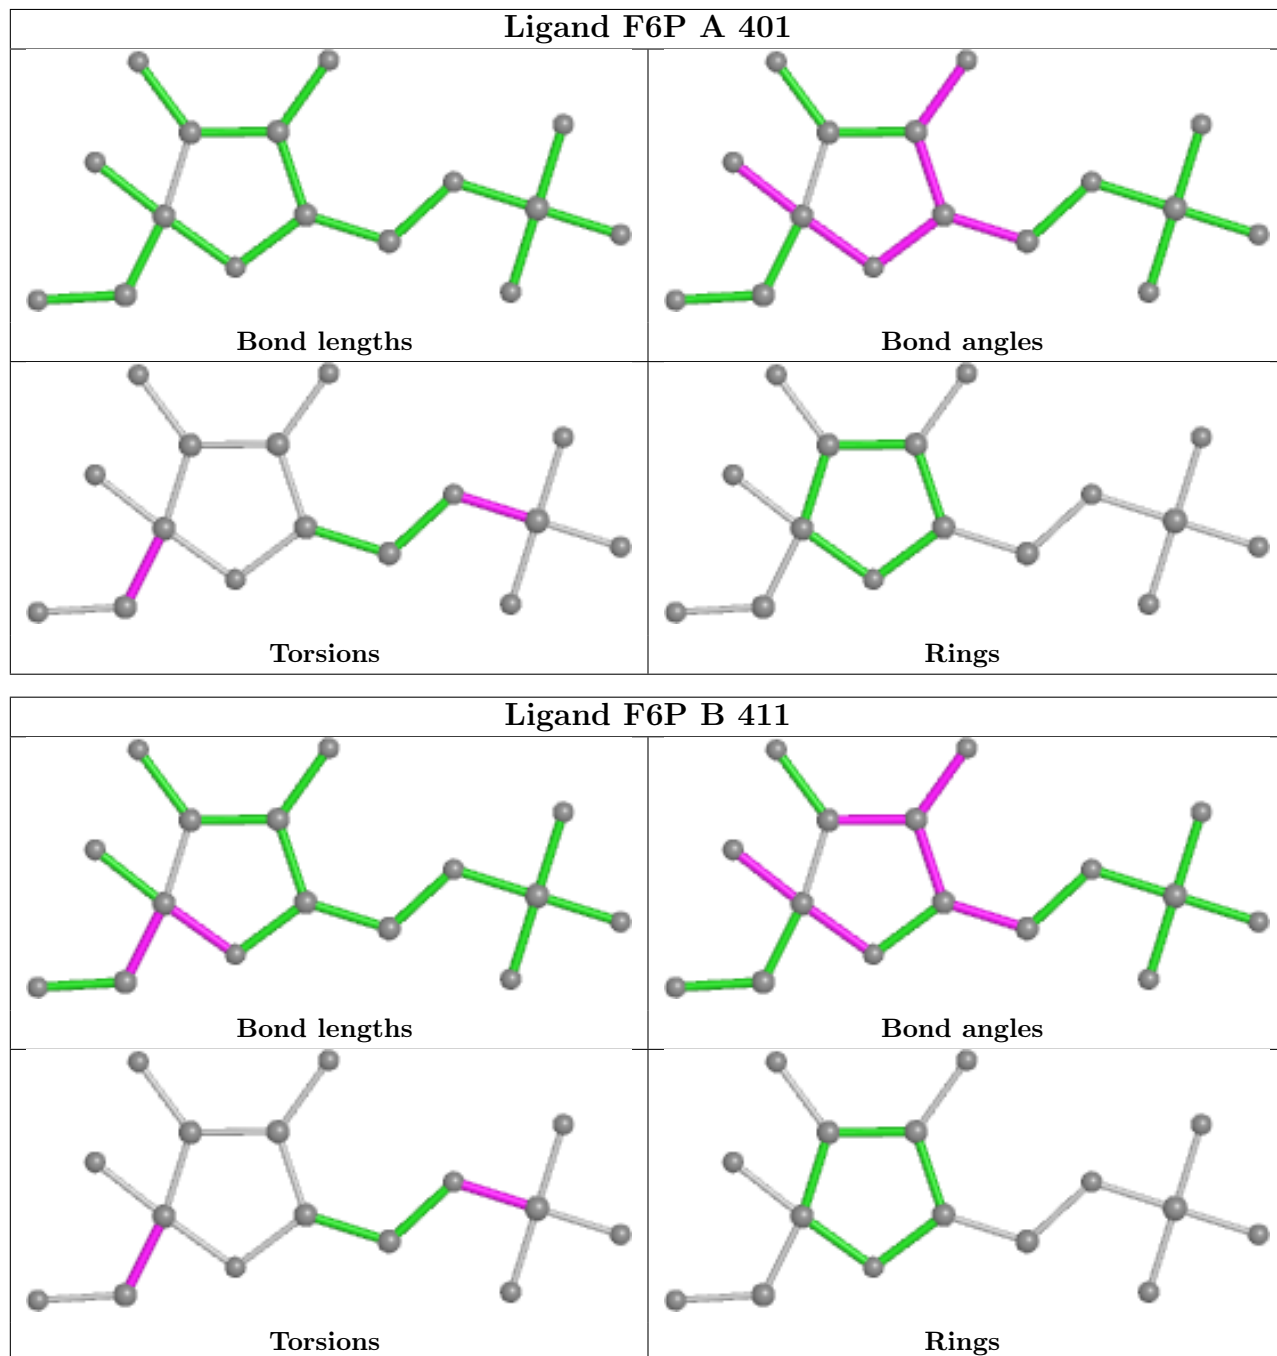 Ligand F6P A 401
Bond lengths
Bond angles
Torsions
Rings
Ligand F6P B 411
Bond lengths
Bond angles
Torsions
Rings